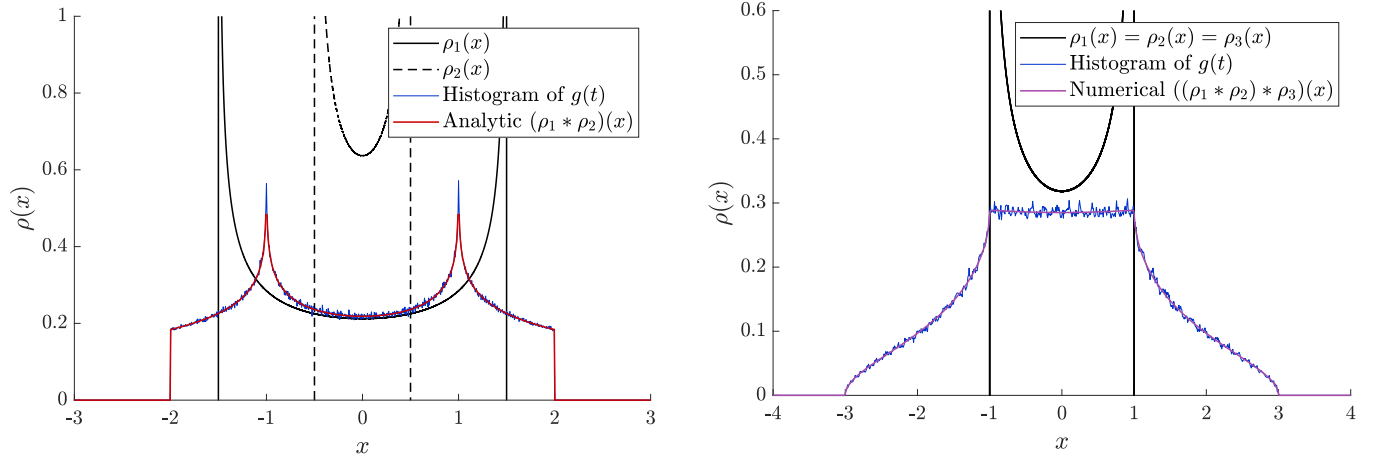 1
0.8
0.6
0.4
0.2
0
ρ(x)
-3
-2
-1
0
1
2
3
x
ρ₁(x)
ρ₂(x)
Histogram of g(t)
Analytic (ρ₁ * ρ₂)(x)
0.6
0.5
0.4
0.3
0.2
0.1
0
ρ(x)
-4
-3
-2
-1
0
1
2
3
4
x
ρ₁(x) = ρ₂(x) = ρ₃(x)
Histogram of g(t)
Numerical ((ρ₁ * ρ₂) * ρ₃)(x)